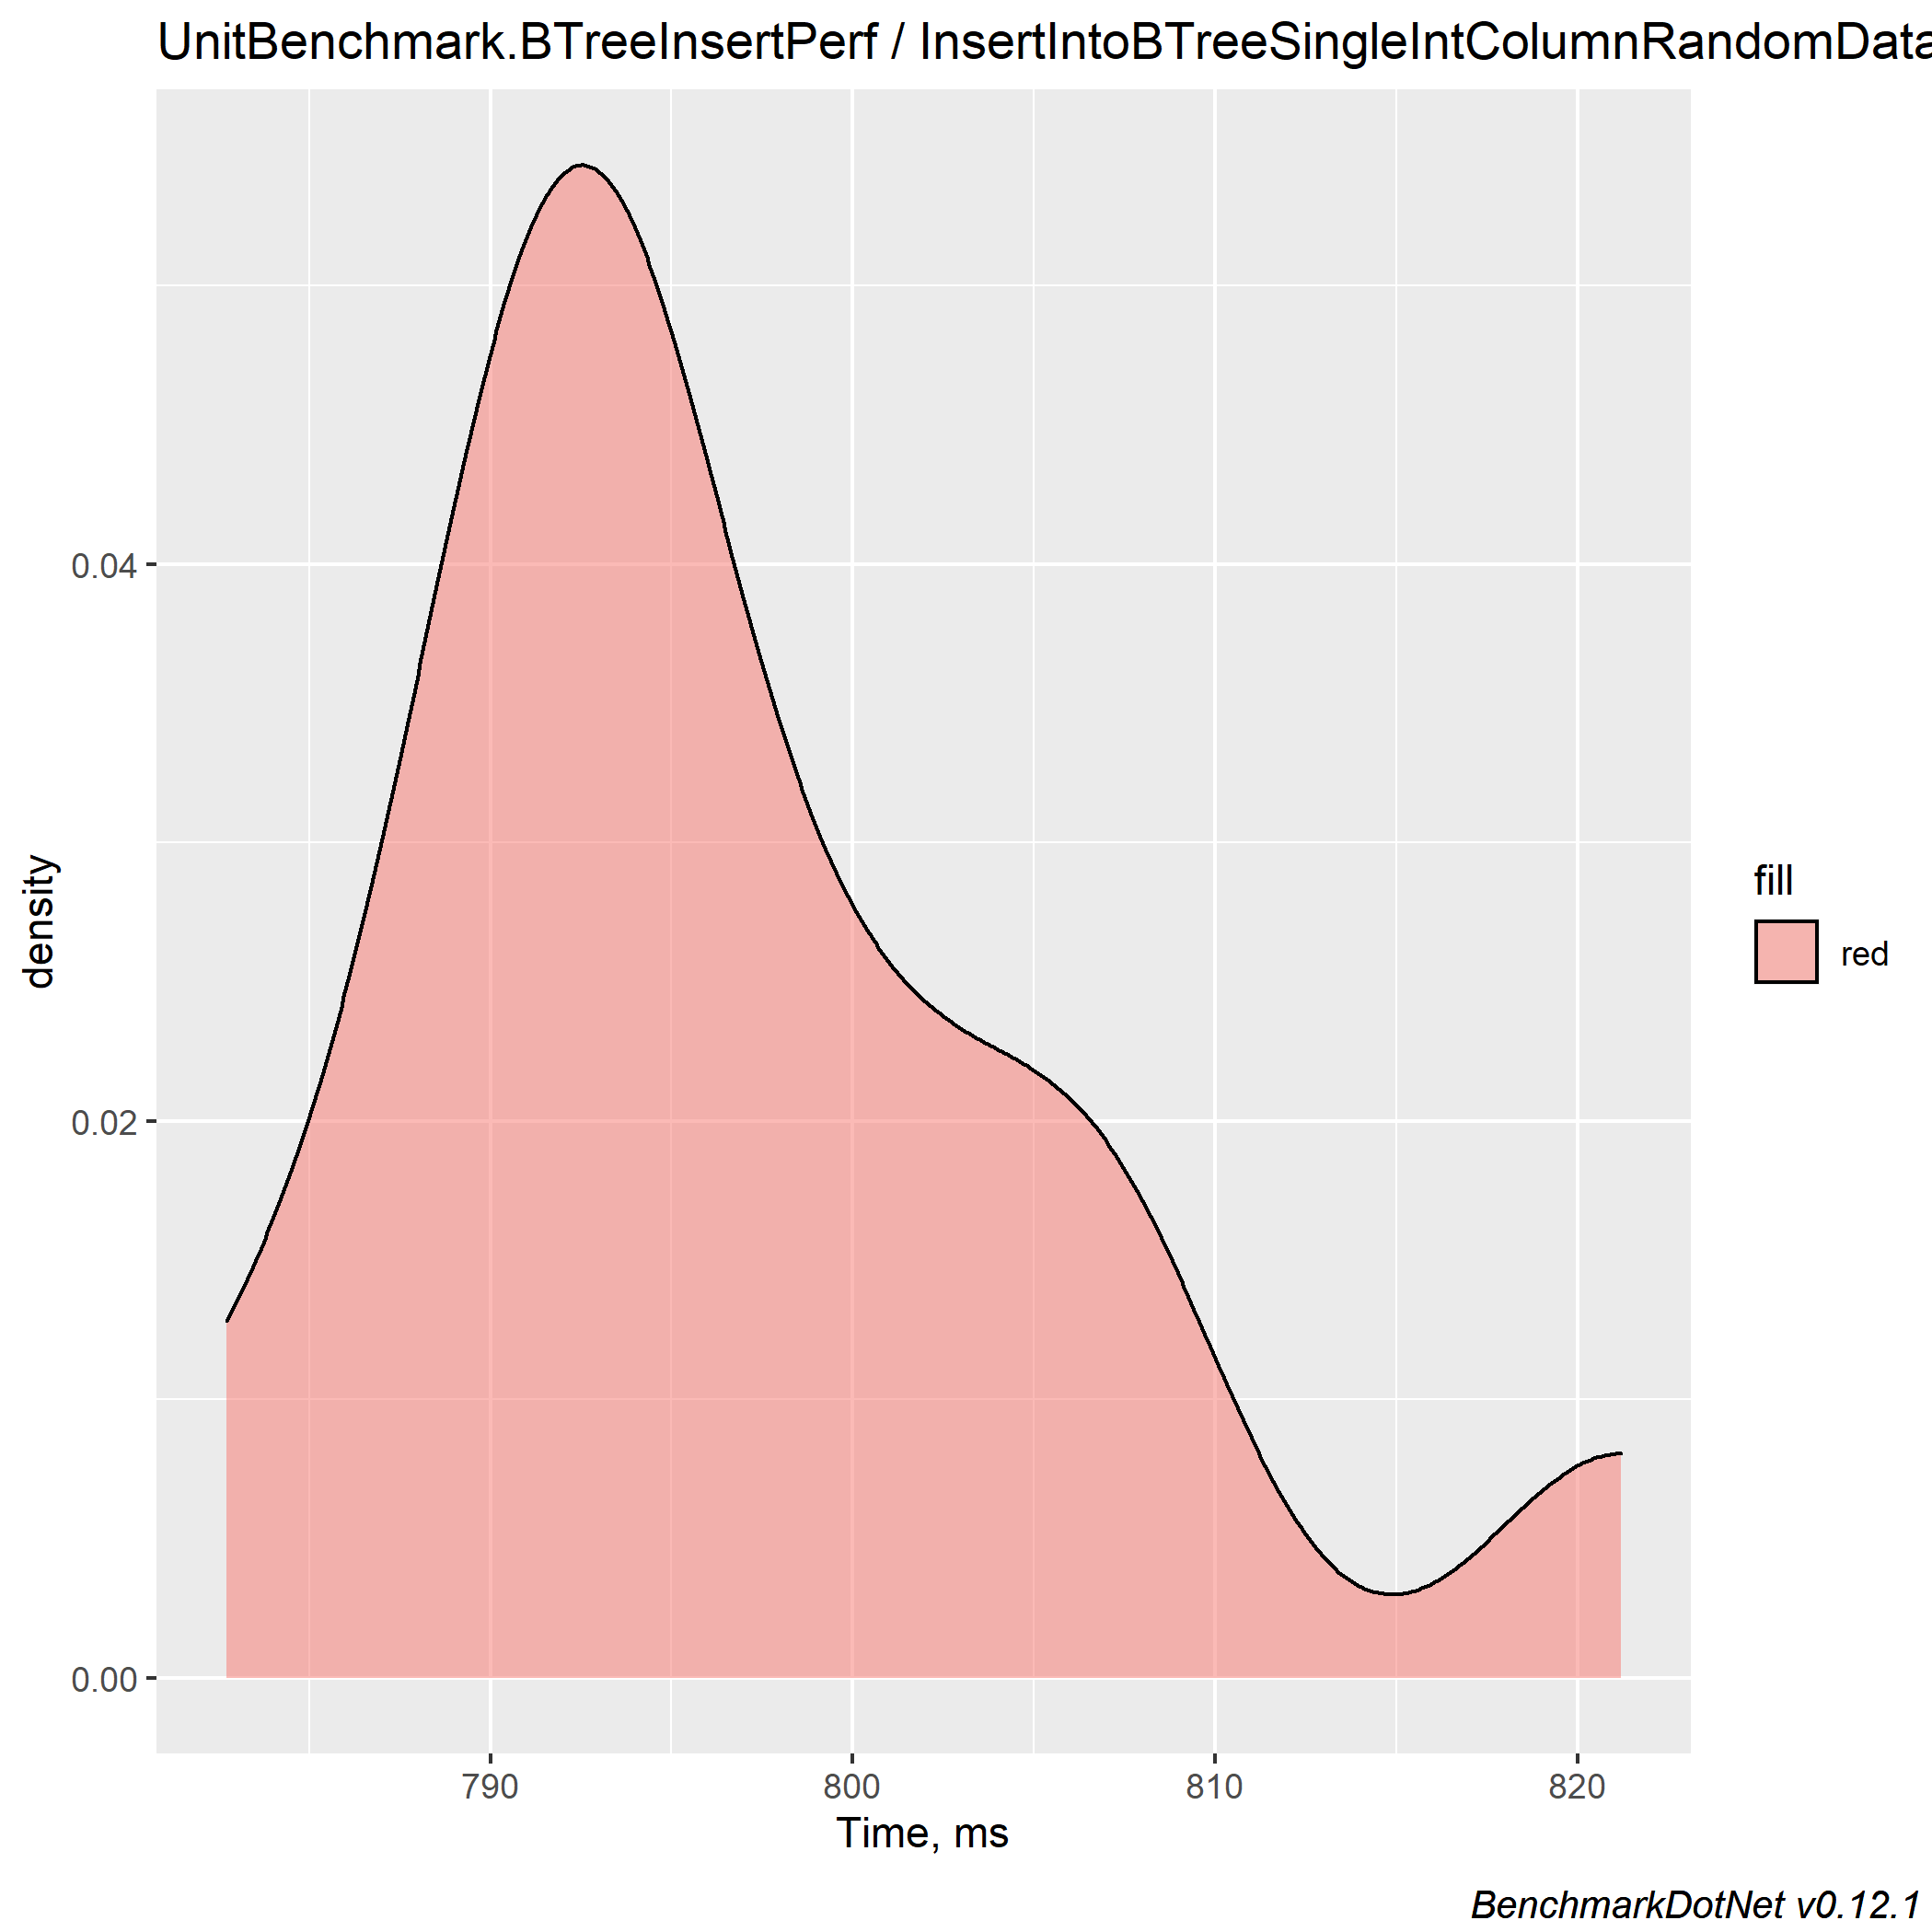 UnitBenchmark.BTreeInsertPerf / InsertIntoBTreeSingleIntColumnRandomData
density
0.04
0.02
0.00
790 800 810 820
Time, ms
fill
red
BenchmarkDotNet v0.12.1